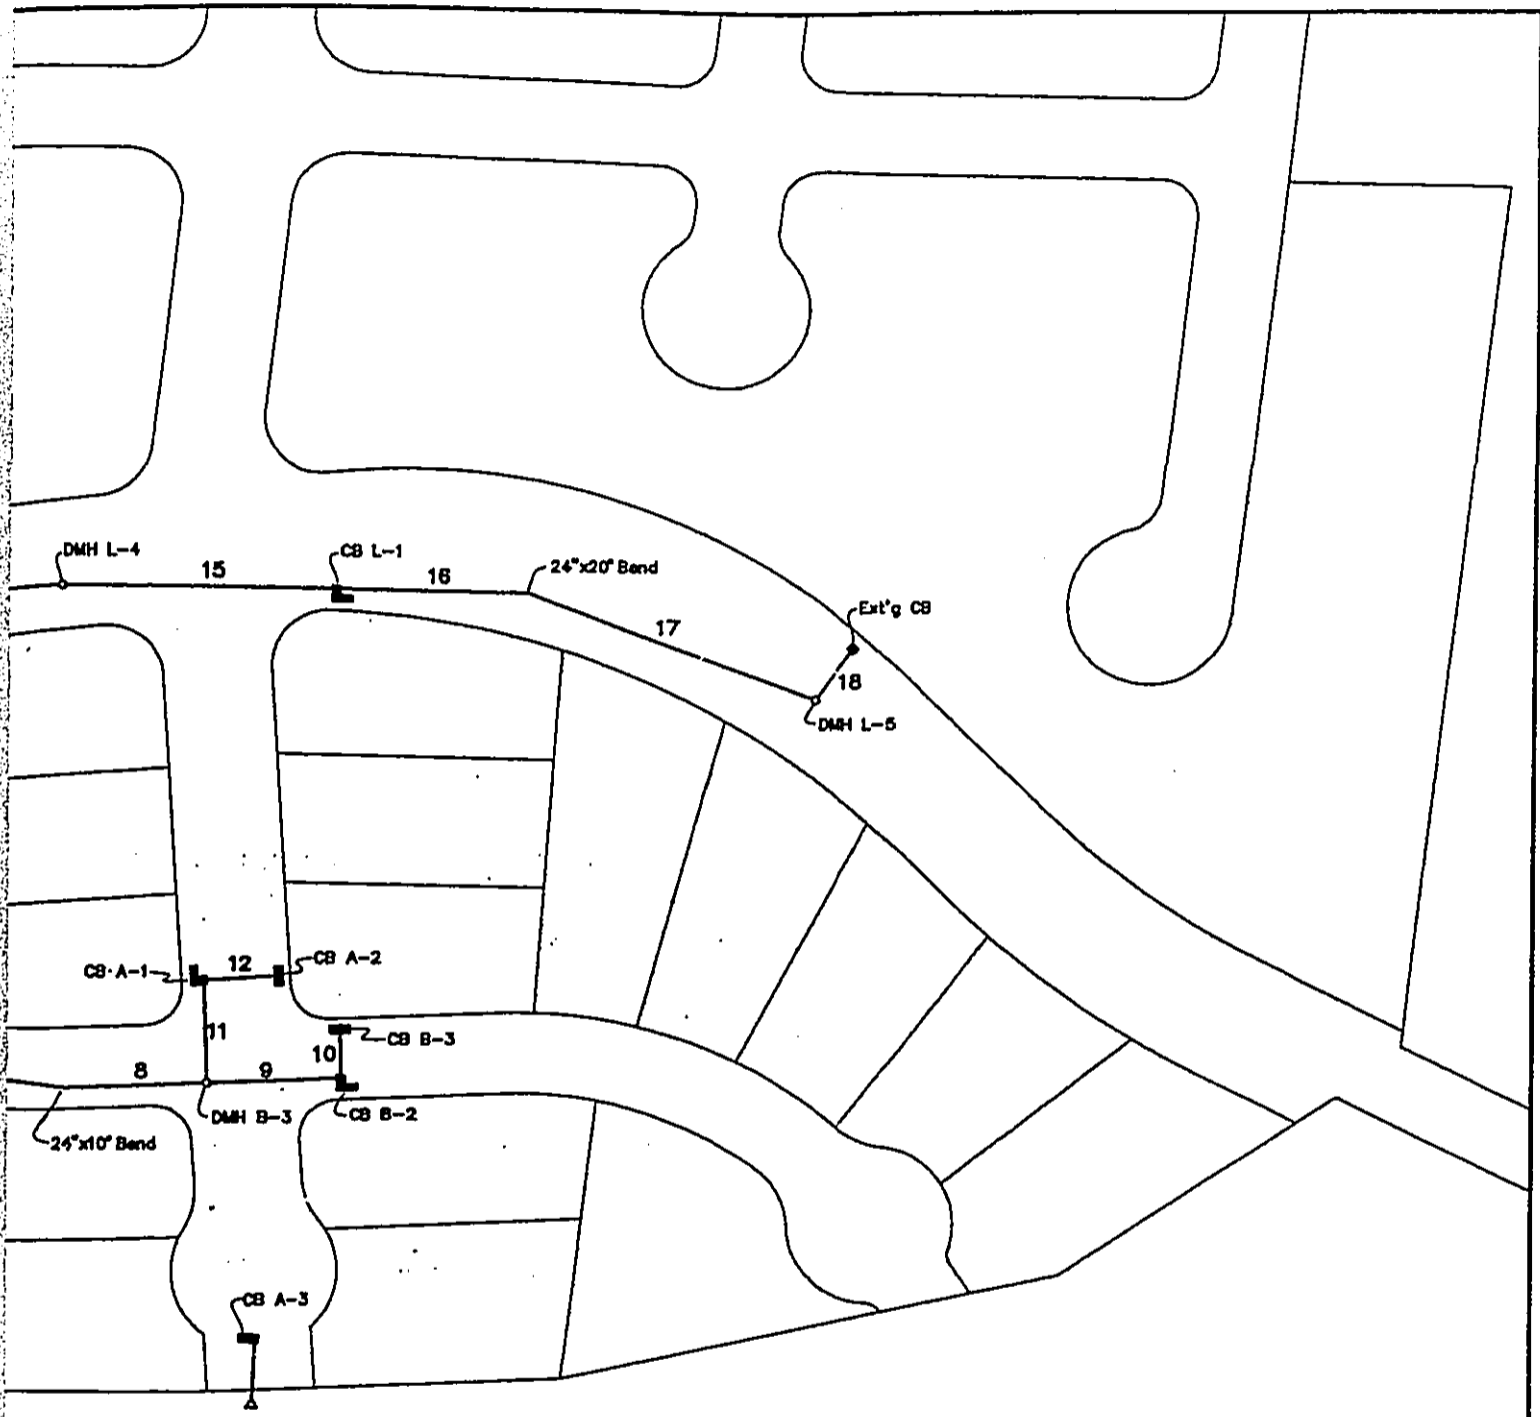 DMH L-4
15
CB L-1
16
24"x20° Bend
17
Ext'g CB
18
DMH L-5
CB A-1
12
CB A-2
11
10
CB B-3
8
9
DMH B-3
CB B-2
24"x10° Bend
CB A-3